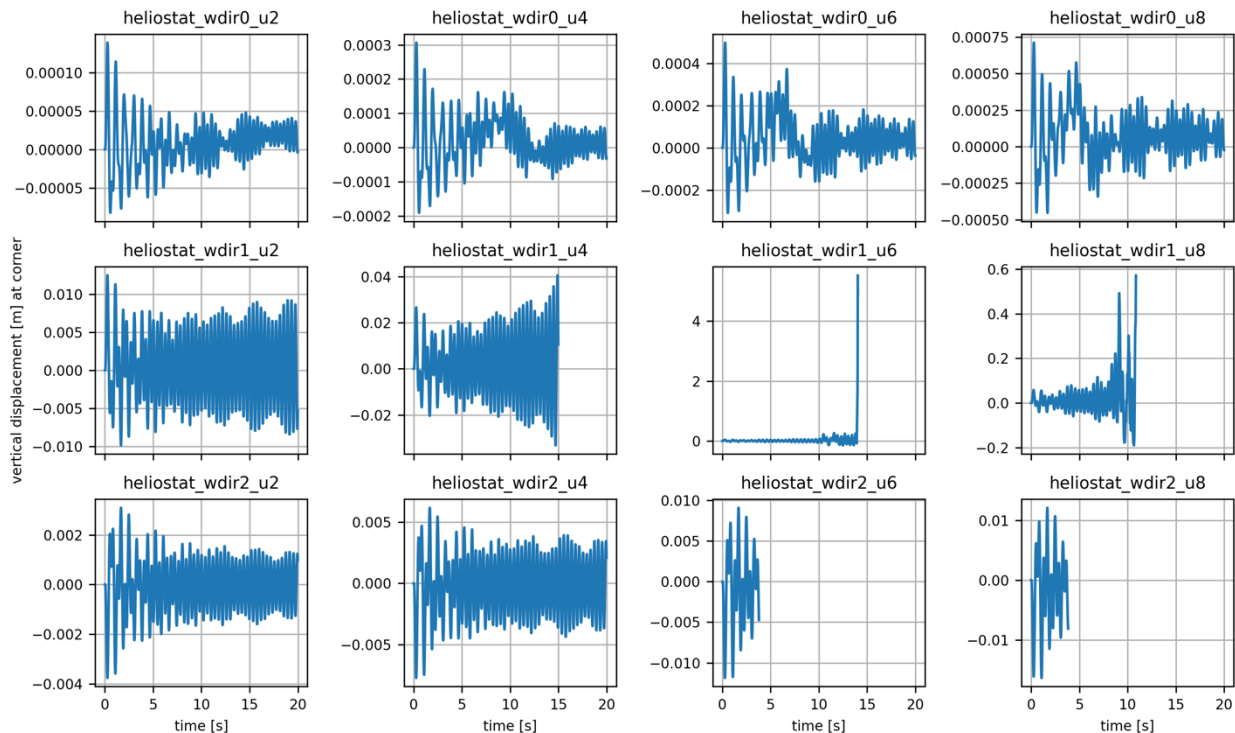 heliostat_wdir0_u2
heliostat_wdir0_u4
heliostat_wdir0_u6
heliostat_wdir0_u8
0.00010
0.00005
0.00000
−0.00005
0.0003
0.0002
0.0001
0.0000
−0.0001
−0.0002
0.0004
0.0002
0.0000
−0.0002
0.00075
0.00050
0.00025
0.00000
−0.00025
−0.00050
vertical displacement [m] at corner
heliostat_wdir1_u2
heliostat_wdir1_u4
heliostat_wdir1_u6
heliostat_wdir1_u8
0.010
0.005
0.000
−0.005
−0.010
0.04
0.02
0.00
−0.02
4
2
0
0.6
0.4
0.2
0.0
−0.2
heliostat_wdir2_u2
heliostat_wdir2_u4
heliostat_wdir2_u6
heliostat_wdir2_u8
0.002
0.000
−0.002
−0.004
0.005
0.000
−0.005
0.010
0.005
0.000
−0.005
−0.010
0.01
0.00
−0.01
0 5 10 15 20
0 5 10 15 20
0 5 10 15 20
0 5 10 15 20
time [s]
time [s]
time [s]
time [s]